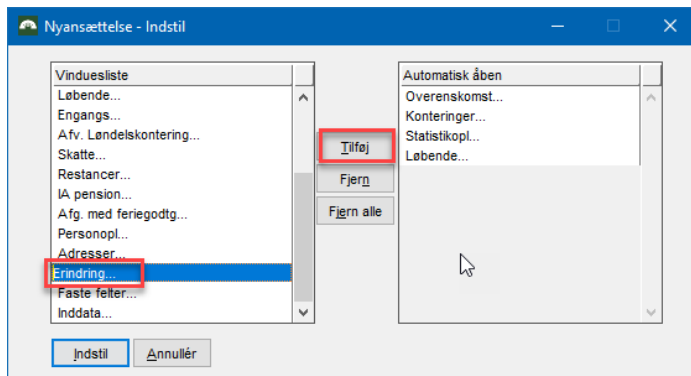 Nyansættelse - Indstil
Vinduesliste
Løbende...
Engangs...
Afv. Løndelskontering...
Skatte...
Restancer...
IA pension...
Afg. med feriegodtg...
Personopl...
Adresser...
Erindring...
Faste felter...
Inddata...
Tilføj
Fjern
Fjern alle
Automatisk åben
Overenskomst...
Konteringer...
Statistikopl...
Løbende...
Indstil
Annullér